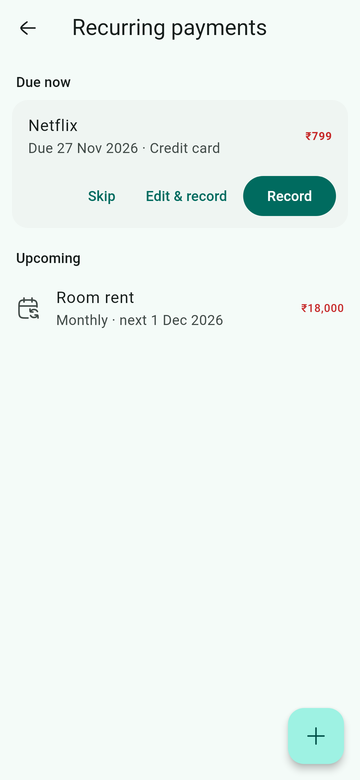 Recurring payments
Due now
Netflix
Due 27 Nov 2026 · Credit card
₹799
Skip
Edit & record
Record
Upcoming
Room rent
Monthly · next 1 Dec 2026
₹18,000